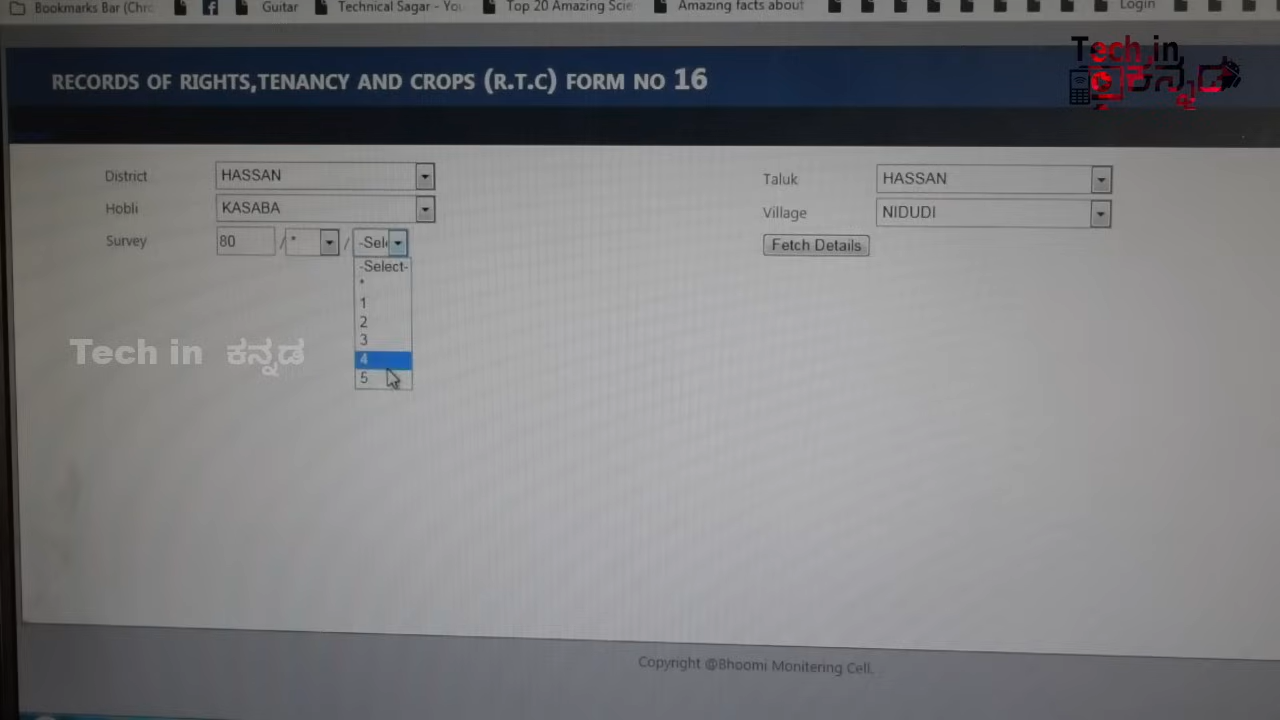 Bookmarks Bar (Chro
Guitar
Technical Sagar - You
Top 20 Amazing Scie
Amazing facts about
Login
Tech in
ಕನ್ನಡ
RECORDS OF RIGHTS,TENANCY AND CROPS (R.T.C) FORM NO 16
District HASSAN Taluk HASSAN
Hobli KASABA Village NIDUDI
Survey 80 / * / -Sele Fetch Details
-Select-
*
1
2
3
4
5
Tech in ಕನ್ನಡ
Copyright @Bhoomi Monitering Cell.